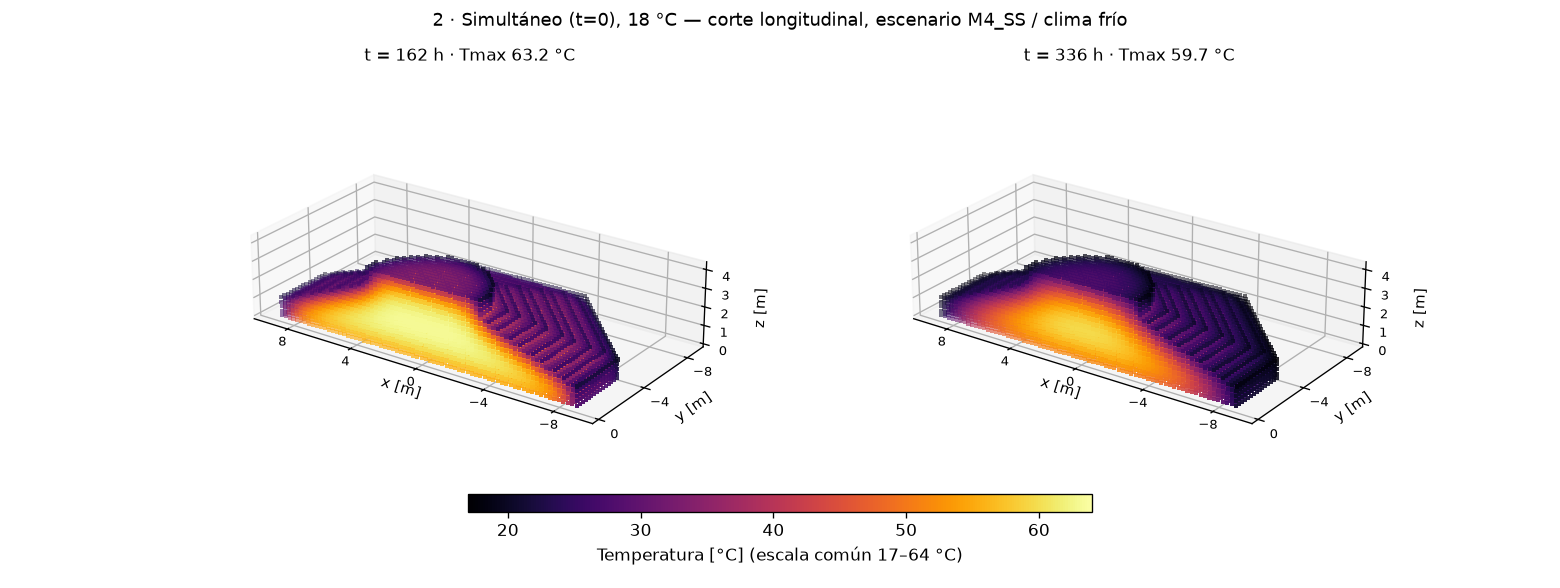 2 · Simultáneo (t=0), 18 °C — corte longitudinal, escenario M4_SS / clima frío
t = 162 h · Tmax 63.2 °C
t = 336 h · Tmax 59.7 °C
4
3
2
1
0
z [m]
8
4
0
−4
−8
x [m]
−8
−4
0
y [m]
4
3
2
1
0
z [m]
8
4
0
−4
−8
x [m]
−8
−4
0
y [m]
20 30 40 50 60
Temperatura [°C] (escala común 17–64 °C)